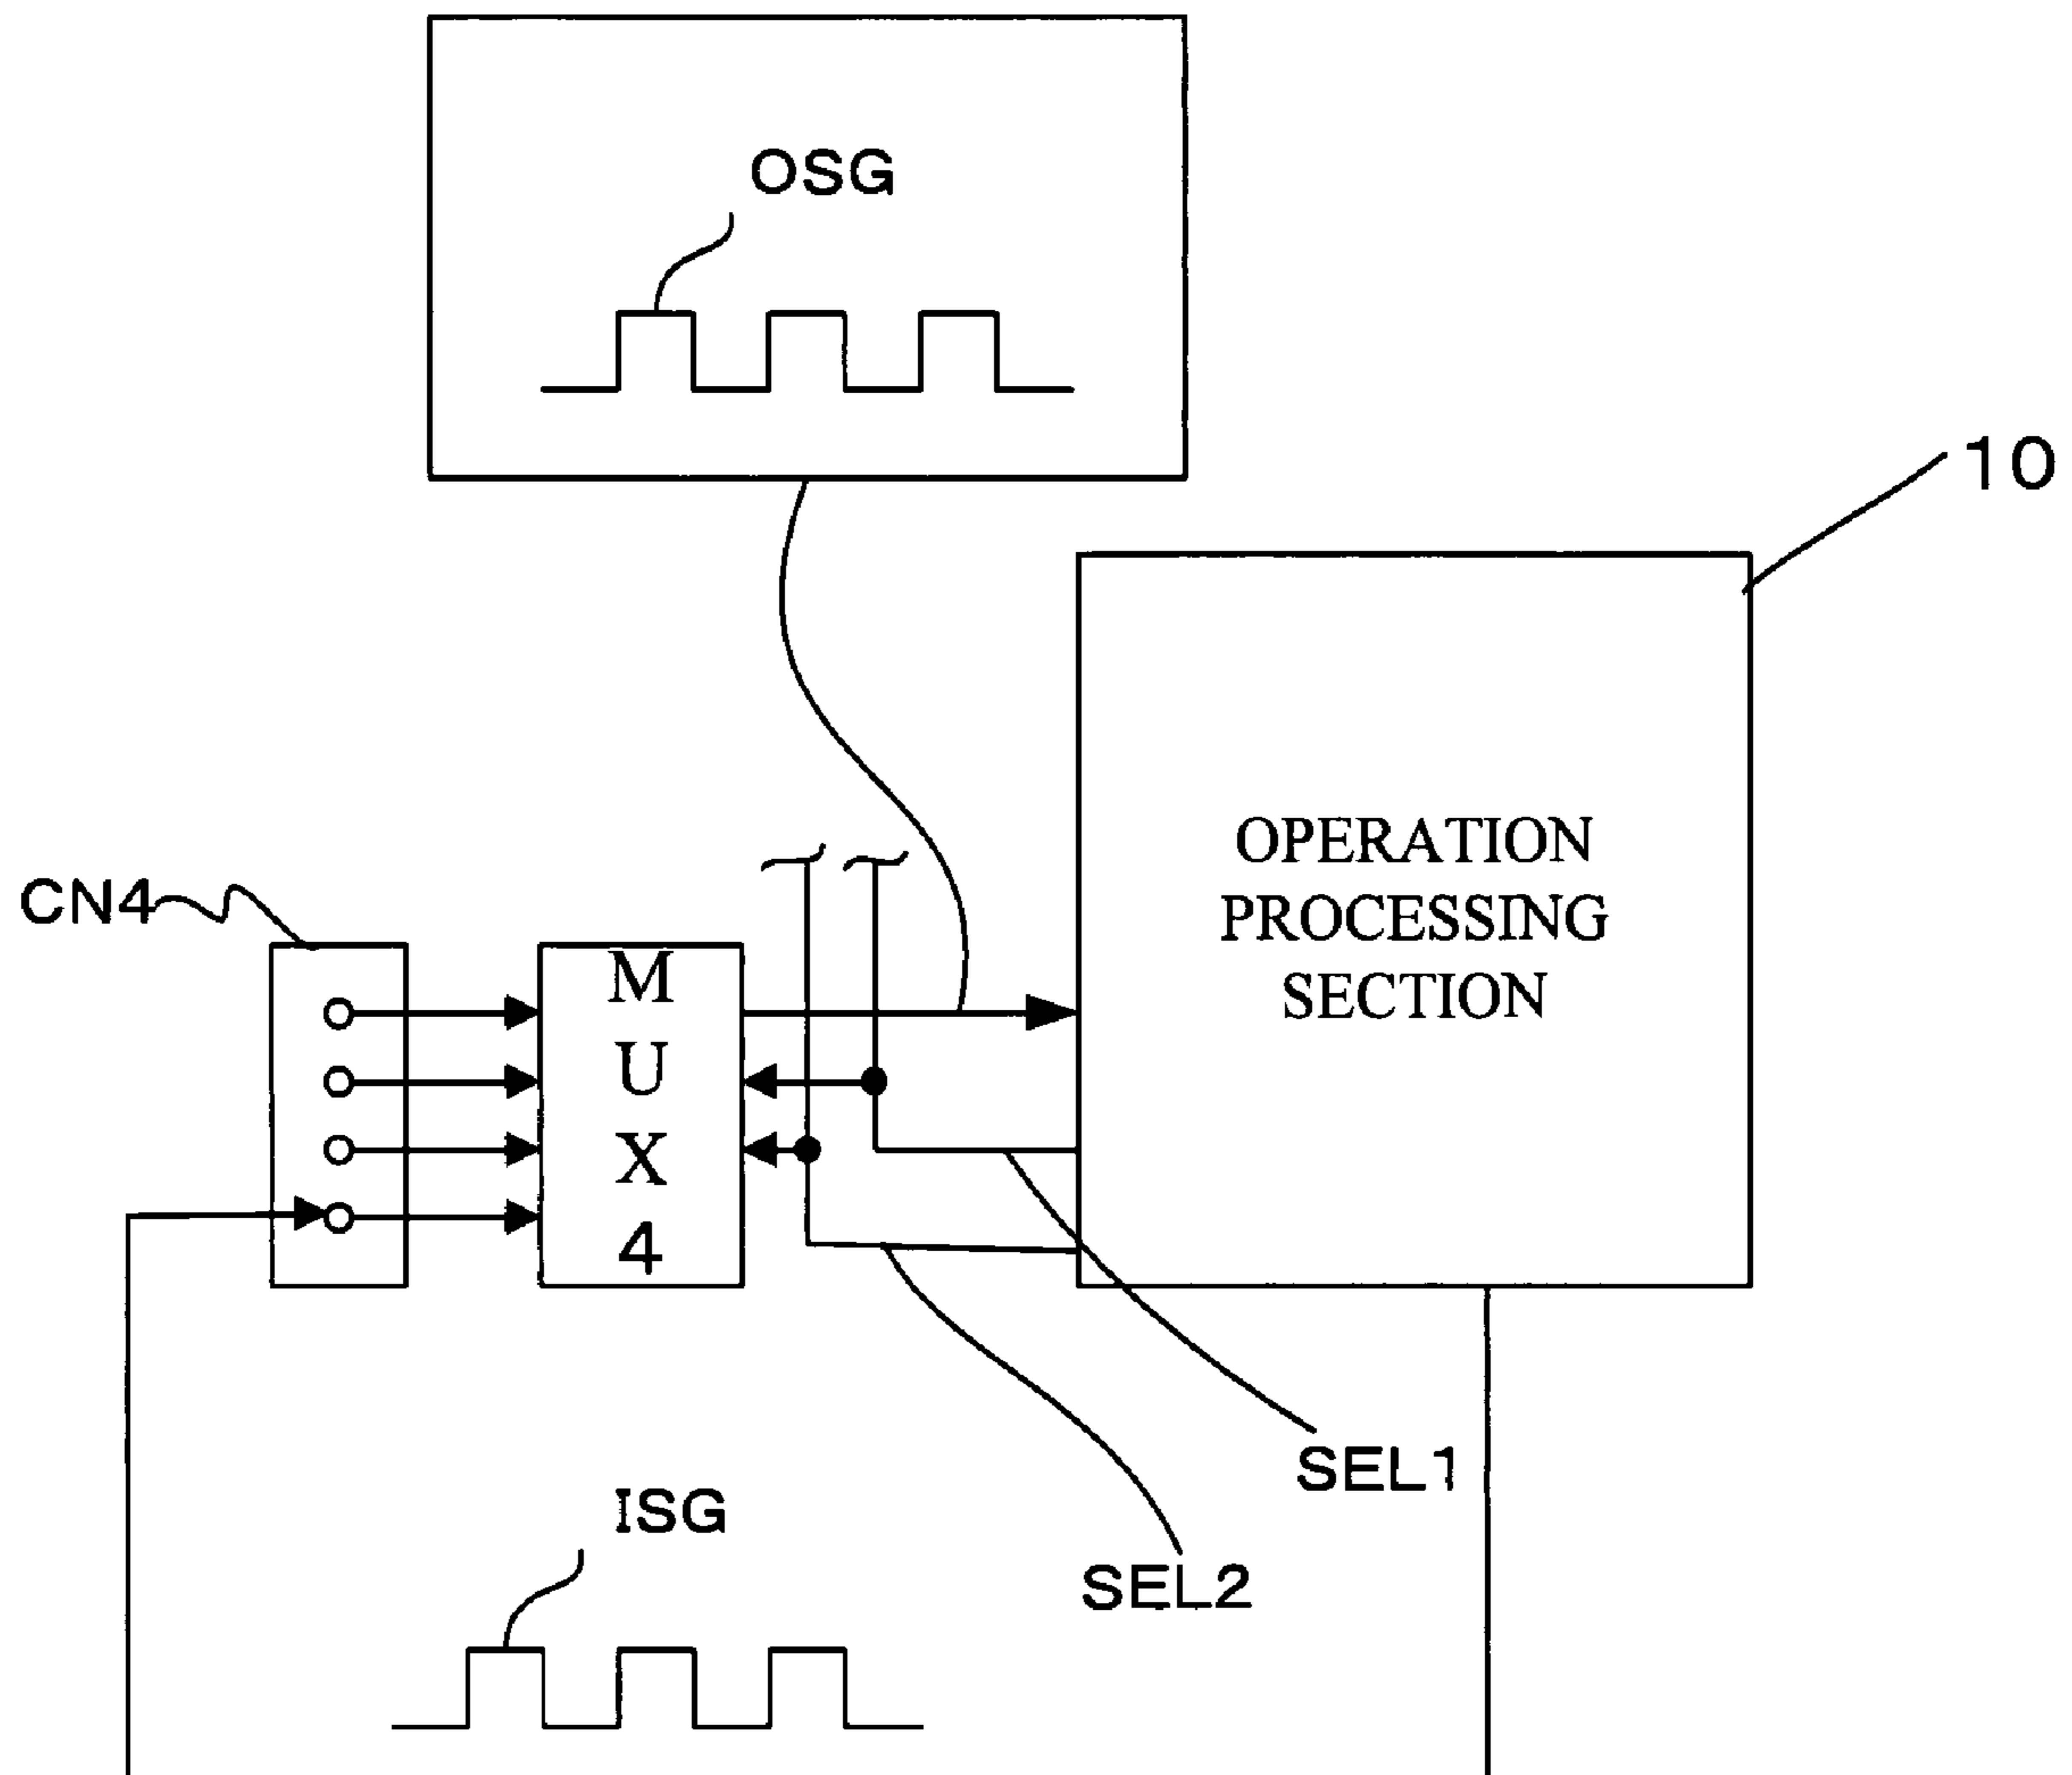 OSG
10
OPERATION
PROCESSING
SECTION
CN4
M
U
X
4
SEL1
ISG
SEL2